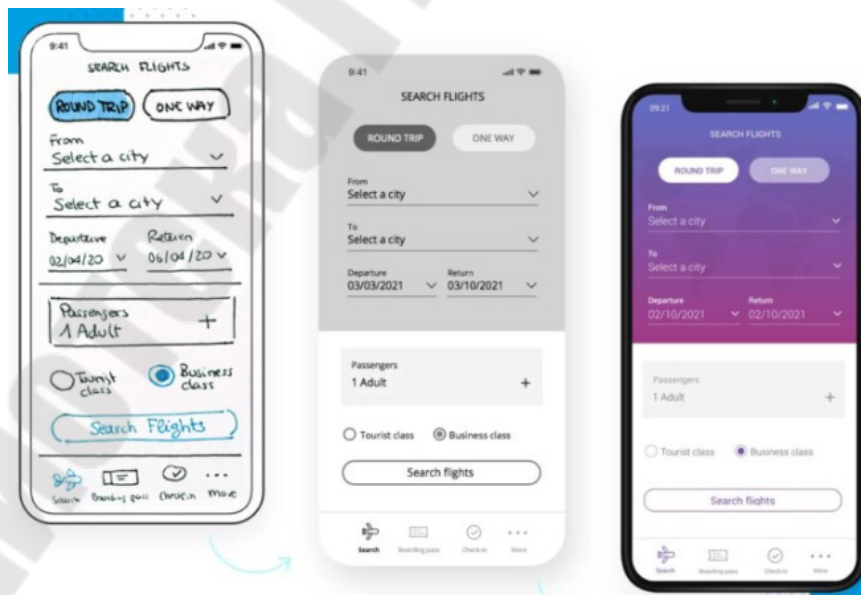 9:41
SEARCH FLIGHTS
ROUND TRIP ONE WAY
From
Select a city
To
Select a city
Departure Return
02/04/20 06/04/20
Passengers
1 Adult +
Tourist class Business class
Search Flights
Search Boarding pass Check in more
9:41
SEARCH FLIGHTS
ROUND TRIP ONE WAY
From
Select a city
To
Select a city
Departure Return
03/03/2021 03/10/2021
Passengers
1 Adult +
Tourist class Business class
Search flights
Search Boarding pass Check-in More
09:21
SEARCH FLIGHTS
ROUND TRIP ONE WAY
From
Select a city
To
Select a city
Departure Return
02/10/2021 02/10/2021
Passengers
1 Adult +
Tourist class Business class
Search flights
Search Boarding pass Check-in More